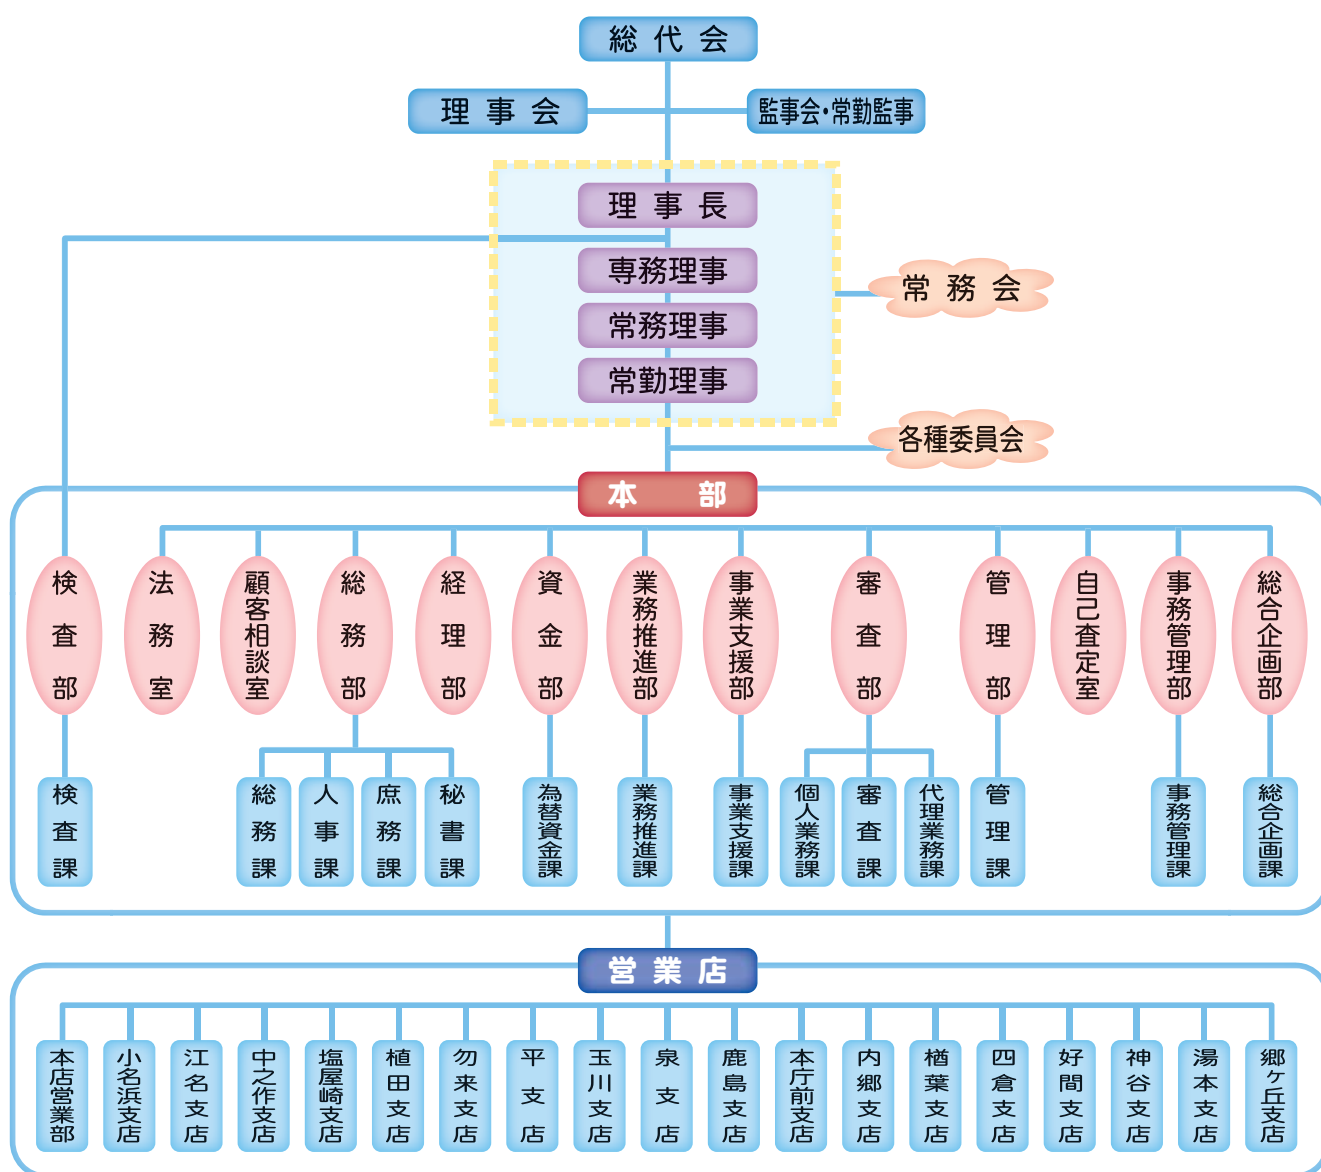 総代会
理事会
監事会・常勤監事
理事長
専務理事
常務理事
常勤理事
常務会
各種委員会
本部
検査部
法務室
顧客相談室
総務部
経理部
資金部
業務推進部
事業支援部
審査部
管理部
自己査定室
事務管理部
総合企画部
検査課
総務課
人事課
庶務課
秘書課
為替資金課
業務推進課
事業支援課
個人業務課
審査課
代理業務課
管理課
事務管理課
総合企画課
営業店
本店営業部
小名浜支店
江名支店
中之作支店
塩屋崎支店
植田支店
勿来支店
平支店
玉川支店
泉支店
鹿島支店
本庁前支店
内郷支店
楢葉支店
四倉支店
好間支店
神谷支店
湯本支店
郷ヶ丘支店